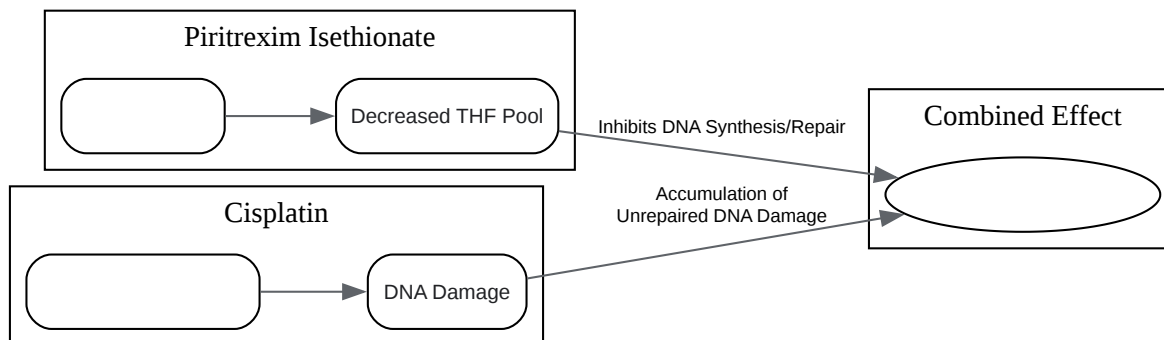 Piritrexim Isethionate
Decreased THF Pool
Inhibits DNA Synthesis/Repair
Combined Effect
Cisplatin
DNA Damage
Accumulation of
Unrepaired DNA Damage